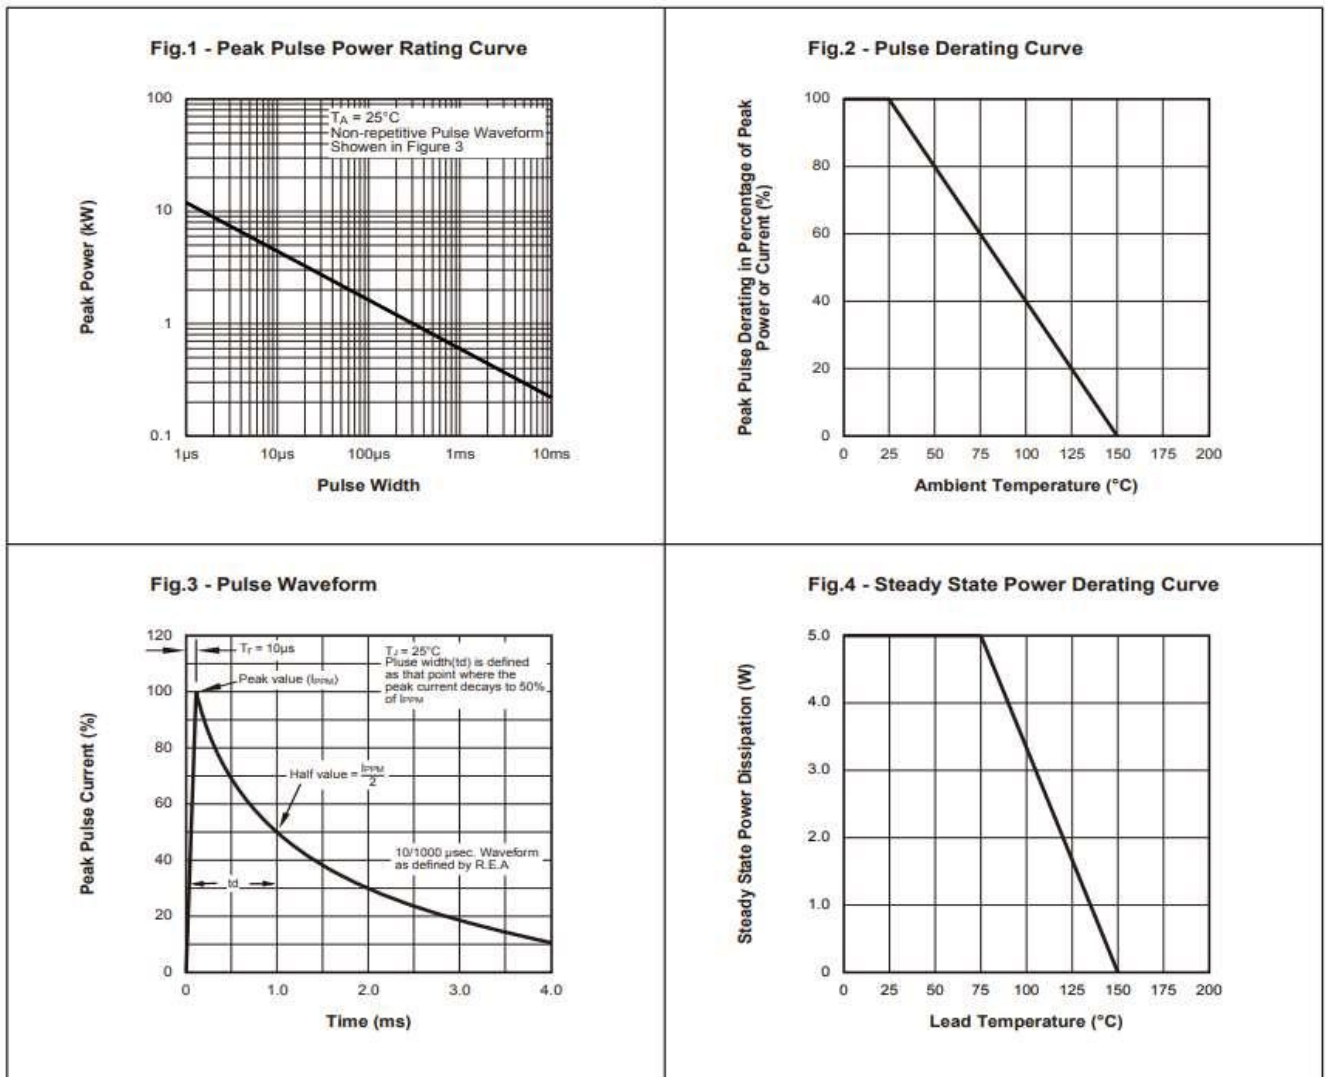 Fig.1 - Peak Pulse Power Rating Curve
Peak Power (kW)
100
10
1
0.1
TA = 25°C
Non-repetitive Pulse Waveform
Showen in Figure 3
1µs 10µs 100µs 1ms 10ms
Pulse Width
Fig.2 - Pulse Derating Curve
Peak Pulse Derating in Percentage of Peak
Power or Current (%)
100
80
60
40
20
0
0 25 50 75 100 125 150 175 200
Ambient Temperature (°C)
Fig.3 - Pulse Waveform
Peak Pulse Current (%)
120
100
80
60
40
20
0
Tr = 10µs
Peak value (IPPM)
TJ = 25°C
Pluse width(td) is defined
as that point where the
peak current decays to 50%
of IPPM
Half value = IPPM
2
10/1000 µsec. Waveform
as defined by R.E.A
td
0 1.0 2.0 3.0 4.0
Time (ms)
Fig.4 - Steady State Power Derating Curve
Steady State Power Dissipation (W)
5.0
4.0
3.0
2.0
1.0
0
0 25 50 75 100 125 150 175 200
Lead Temperature (°C)